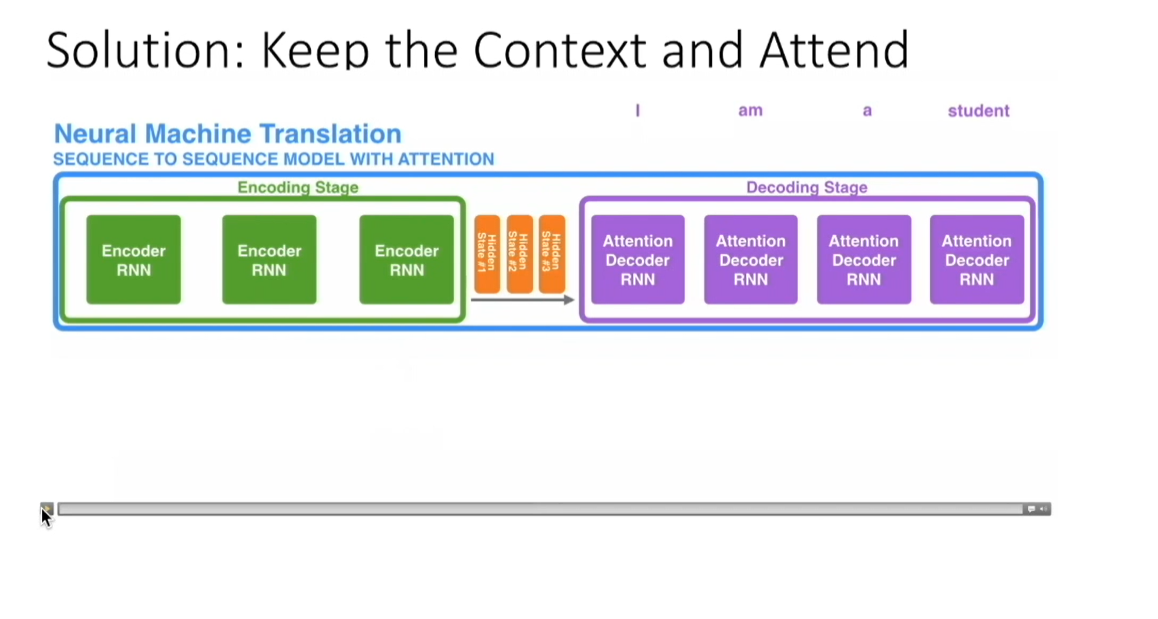 Solution: Keep the Context and Attend
I am a student
Neural Machine Translation
SEQUENCE TO SEQUENCE MODEL WITH ATTENTION
Encoding Stage
Encoder
RNN
Encoder
RNN
Encoder
RNN
Hidden
State #1
Hidden
State #2
Hidden
State #3
Decoding Stage
Attention
Decoder
RNN
Attention
Decoder
RNN
Attention
Decoder
RNN
Attention
Decoder
RNN